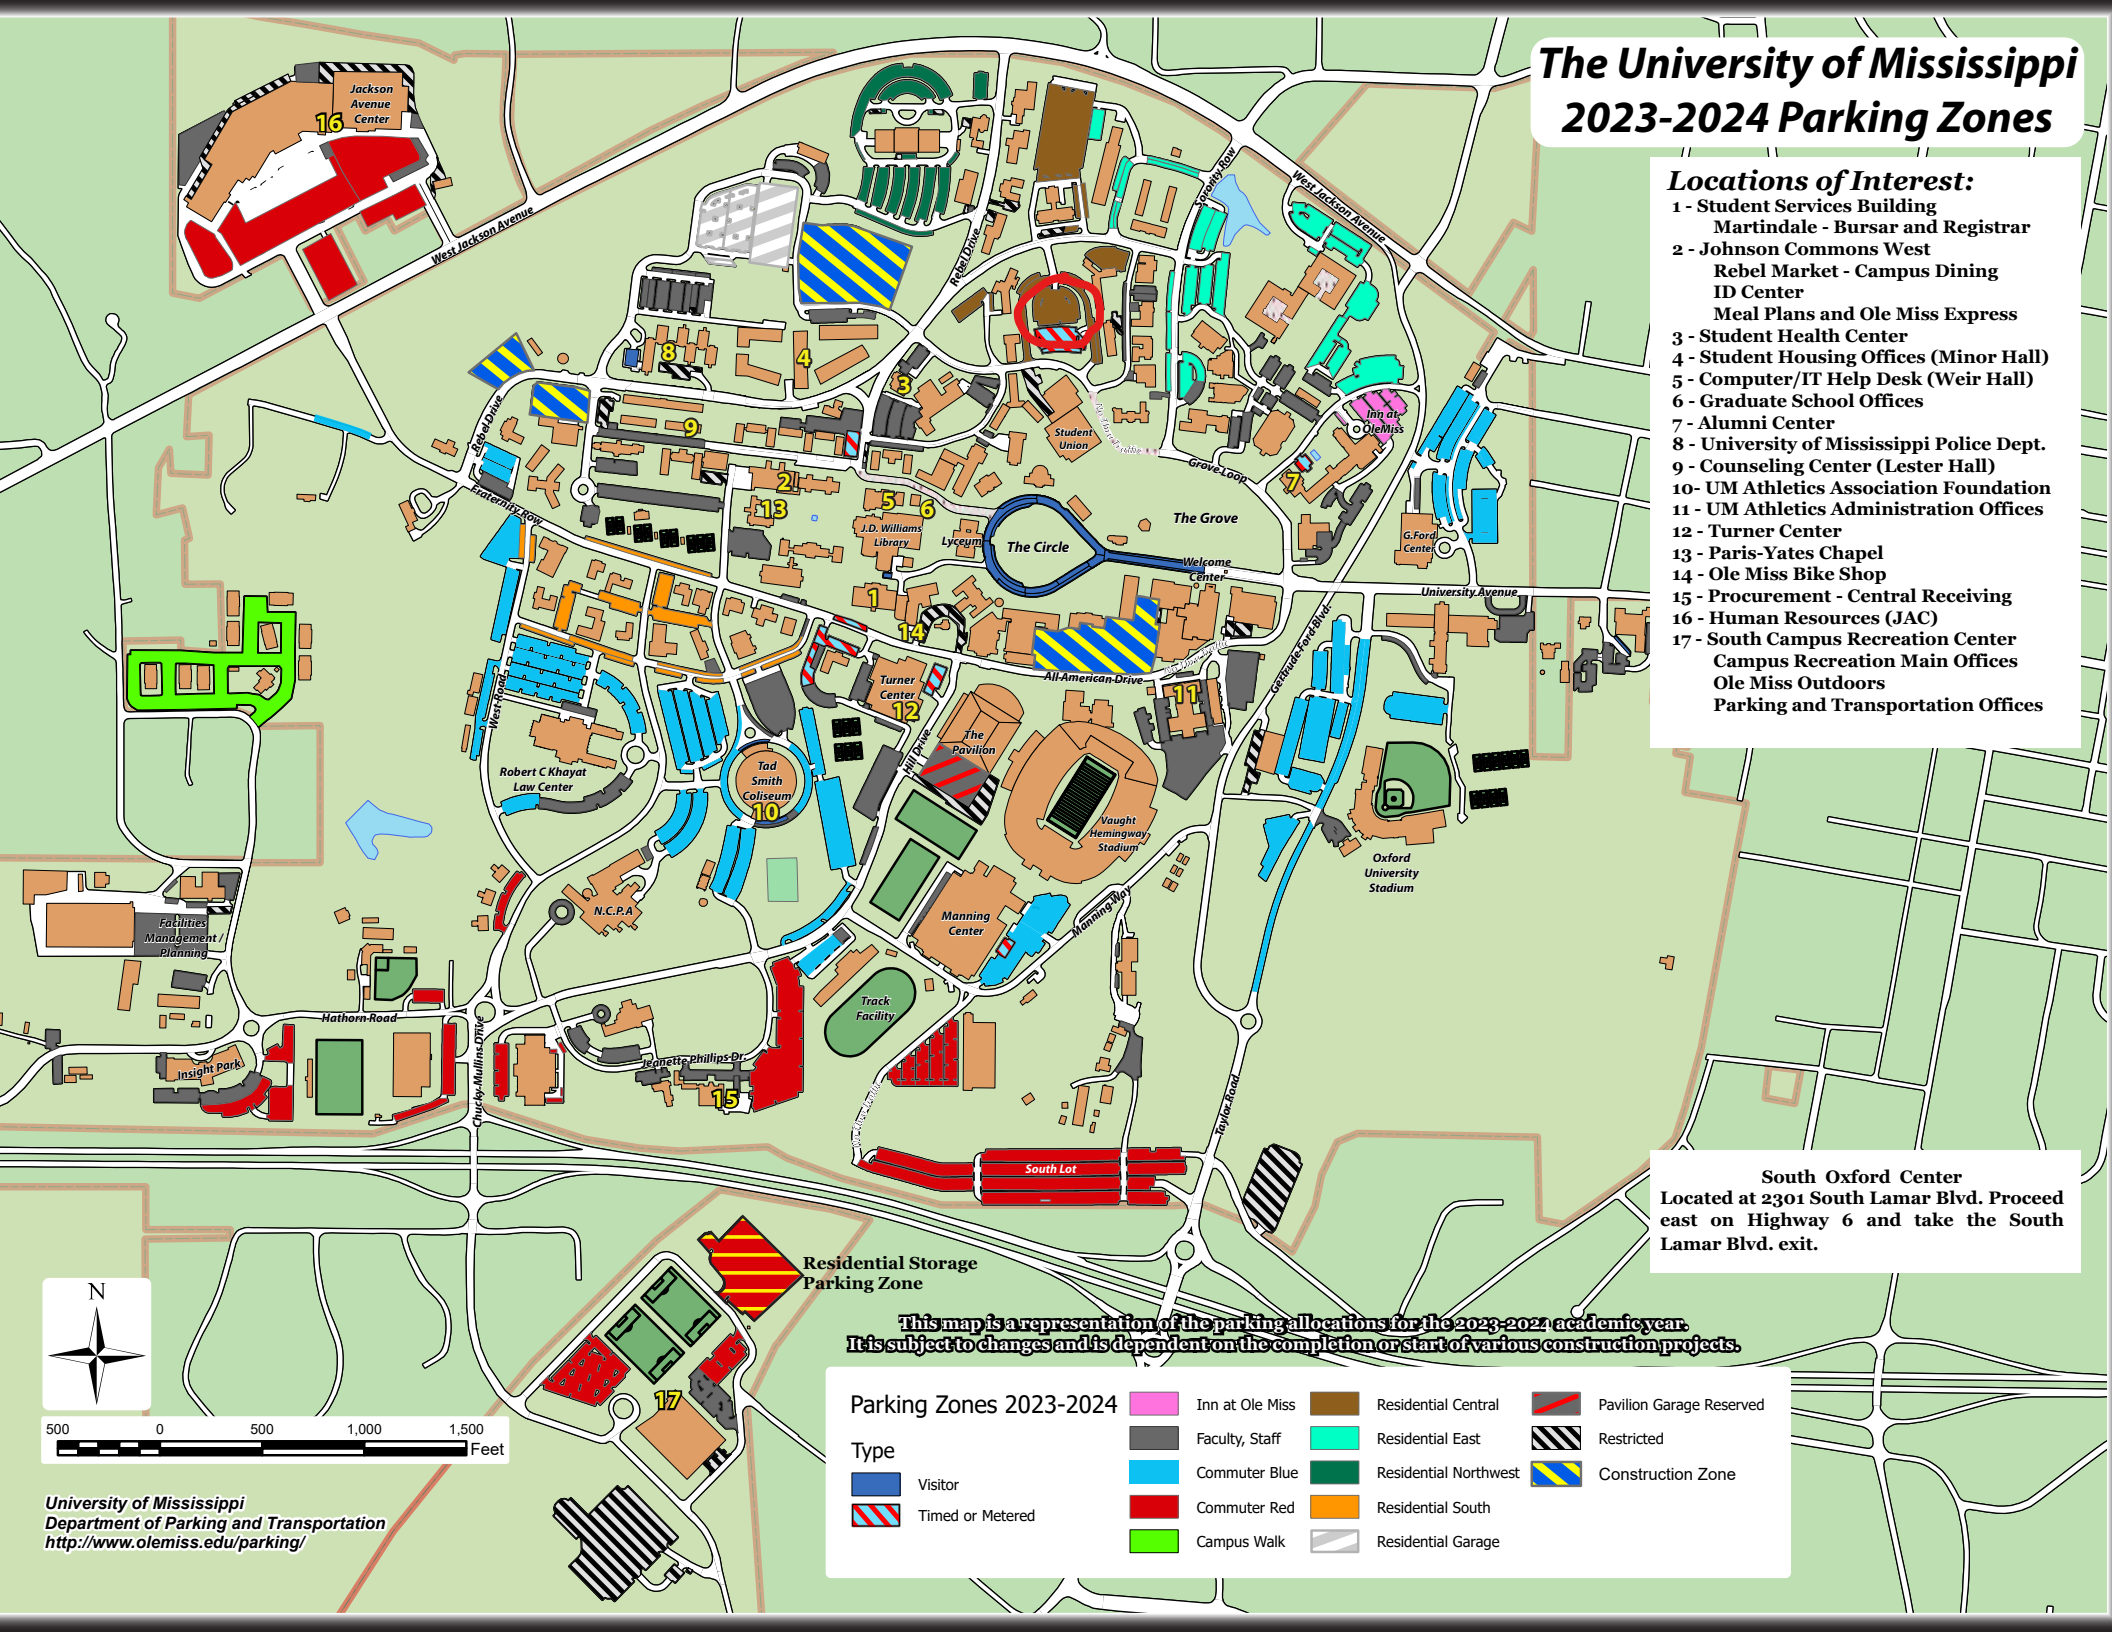 The University of Mississippi
2023-2024 Parking Zones
Locations of Interest:
1 - Student Services Building
Martindale - Bursar and Registrar
2 - Johnson Commons West
Rebel Market - Campus Dining
ID Center
Meal Plans and Ole Miss Express
3 - Student Health Center
4 - Student Housing Offices (Minor Hall)
5 - Computer/IT Help Desk (Weir Hall)
6 - Graduate School Offices
7 - Alumni Center
8 - University of Mississippi Police Dept.
9 - Counseling Center (Lester Hall)
10- UM Athletics Association Foundation
11 - UM Athletics Administration Offices
12 - Turner Center
13 - Paris-Yates Chapel
14 - Ole Miss Bike Shop
15 - Procurement - Central Receiving
16 - Human Resources (JAC)
17 - South Campus Recreation Center
Campus Recreation Main Offices
Ole Miss Outdoors
Parking and Transportation Offices
Jackson
Avenue
Center
16
West Jackson Avenue
Rebel Drive
Sorority Row
West Jackson Avenue
8
4
3
Rebel Drive
9
Student
Union
Inn at
OleMiss
Grove Loop
7
Fraternity Row
2
13
5
6
J.D. Williams
Library
Lyceum
The Circle
The Grove
G.Ford
Center
Welcome
Center
University Avenue
1
14
Gertrude Ford Blvd.
All American Drive
West Road
Turner
Center
12
11
Hill Drive
The
Pavilion
Robert C Khayat
Law Center
Tad
Smith
Coliseum
10
Vaught
Hemingway
Stadium
Oxford
University
Stadium
N.C.P.A
Manning
Center
Manning Way
Facilities
Management /
Planning
Track
Facility
Hathorn Road
Chucky Mullins Drive
Insight Park
Jeanette Phillips Dr.
15
Taylor Road
South Lot
South Oxford Center
Located at 2301 South Lamar Blvd. Proceed
east on Highway 6 and take the South
Lamar Blvd. exit.
Residential Storage
Parking Zone
17
This map is a representation of the parking allocations for the 2023-2024 academic year.
It is subject to changes and is dependent on the completion or start of various construction projects.
N
500 0 500 1,000 1,500
Feet
University of Mississippi
Department of Parking and Transportation
http://www.olemiss.edu/parking/
Parking Zones 2023-2024
Type
Visitor
Timed or Metered
Inn at Ole Miss
Faculty, Staff
Commuter Blue
Commuter Red
Campus Walk
Residential Central
Residential East
Residential Northwest
Residential South
Residential Garage
Pavilion Garage Reserved
Restricted
Construction Zone